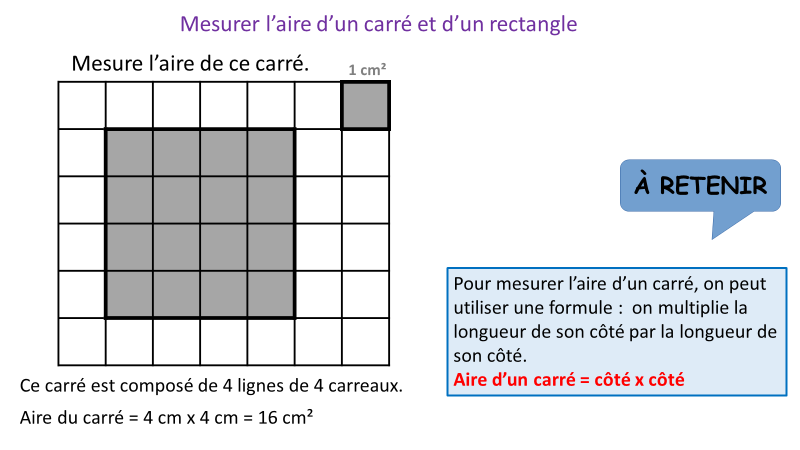 Mesurer l’aire d’un carré et d’un rectangle
Mesure l’aire de ce carré.
1 cm²
À RETENIR
Pour mesurer l’aire d’un carré, on peut
utiliser une formule : on multiplie la
longueur de son côté par la longueur de
son côté.
Aire d’un carré = côté x côté
Ce carré est composé de 4 lignes de 4 carreaux.
Aire du carré = 4 cm x 4 cm = 16 cm²